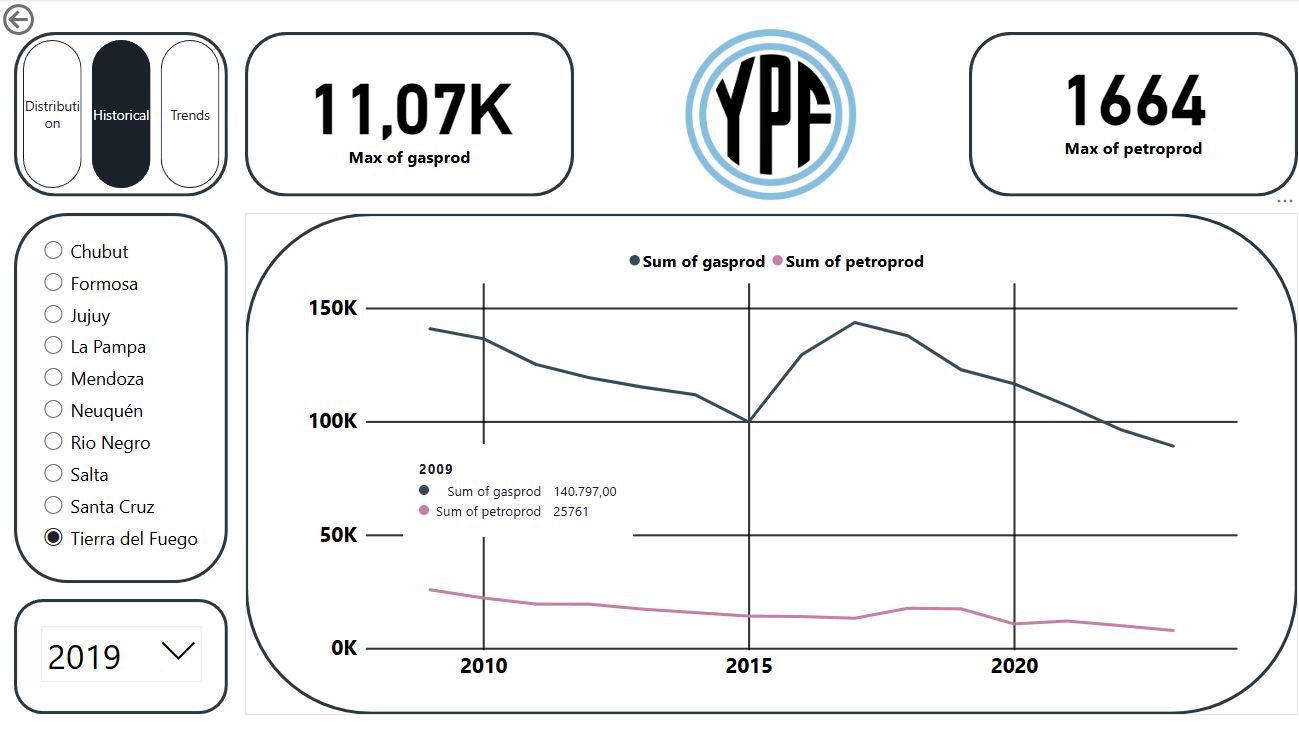 Distributi
on
Historical
Trends
11,07K
Max of gasprod
YPF
1664
Max of petroprod
Chubut
Formosa
Jujuy
La Pampa
Mendoza
Neuquén
Rio Negro
Salta
Santa Cruz
Tierra del Fuego
2019
Sum of gasprod Sum of petroprod
150K
100K
2009
Sum of gasprod 140.797,00
Sum of petroprod 25761
50K
0K
2010 2015 2020